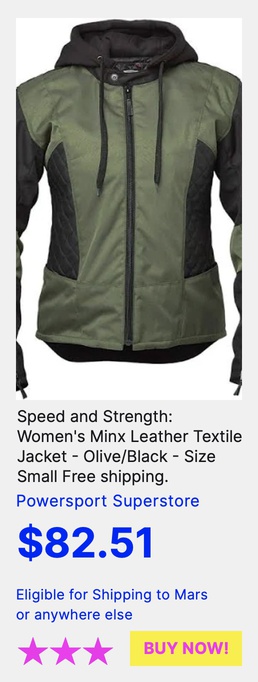 Speed and Strength:
Women's Minx Leather Textile
Jacket - Olive/Black - Size
Small Free shipping.
Powersport Superstore
$82.51
Eligible for Shipping to Mars
or anywhere else
BUY NOW!